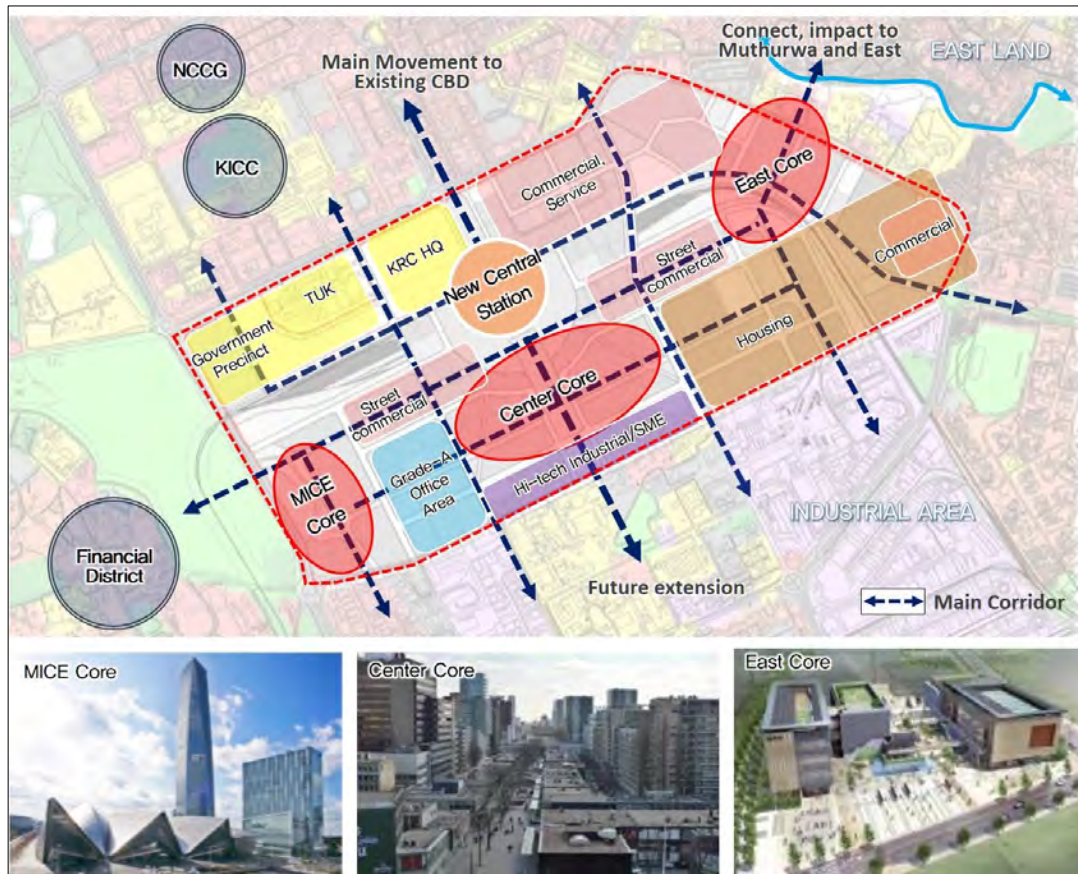 NCCG
KICC
Main Movement to
Existing CBD
Connect, impact to
Muthurwa and East
EAST LAND
Commercial,
Service
East Core
KRC HQ
TUK
New Central
Station
Street
commercial
Commercial
Government
Precinct
Housing
Center Core
Street
commercial
MICE
Core
Grade-A
Office
Area
Hi-tech Industrial/SME
INDUSTRIAL AREA
Financial
District
Future extension
Main Corridor
MICE Core
Center Core
East Core